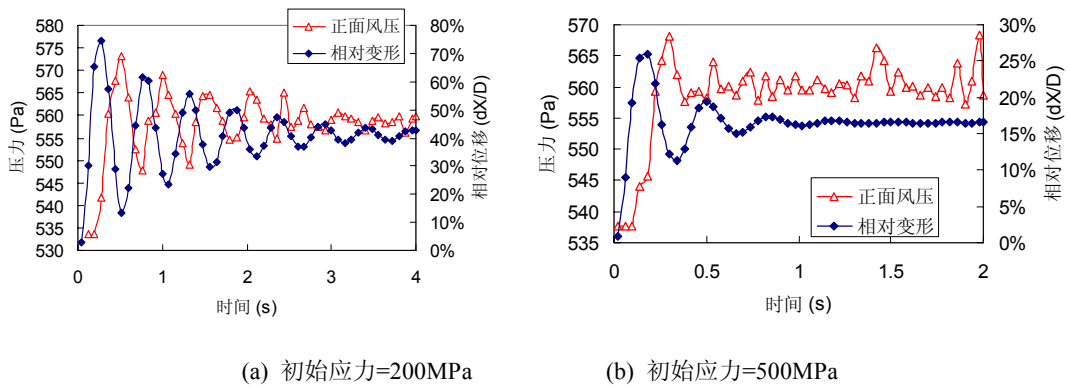 正面风压
相对变形
压力 (Pa)
580
575
570
565
560
555
550
545
540
535
530
80%
70%
60%
50%
40%
30%
20%
10%
0%
相对位移 (dX/D)
0 1 2 3 4
时间 (s)
(a) 初始应力=200MPa
压力 (Pa)
570
565
560
555
550
545
540
535
30%
25%
20%
15%
10%
5%
0%
相对位移 (dX/D)
正面风压
相对变形
0 0.5 1 1.5 2
时间 (s)
(b) 初始应力=500MPa